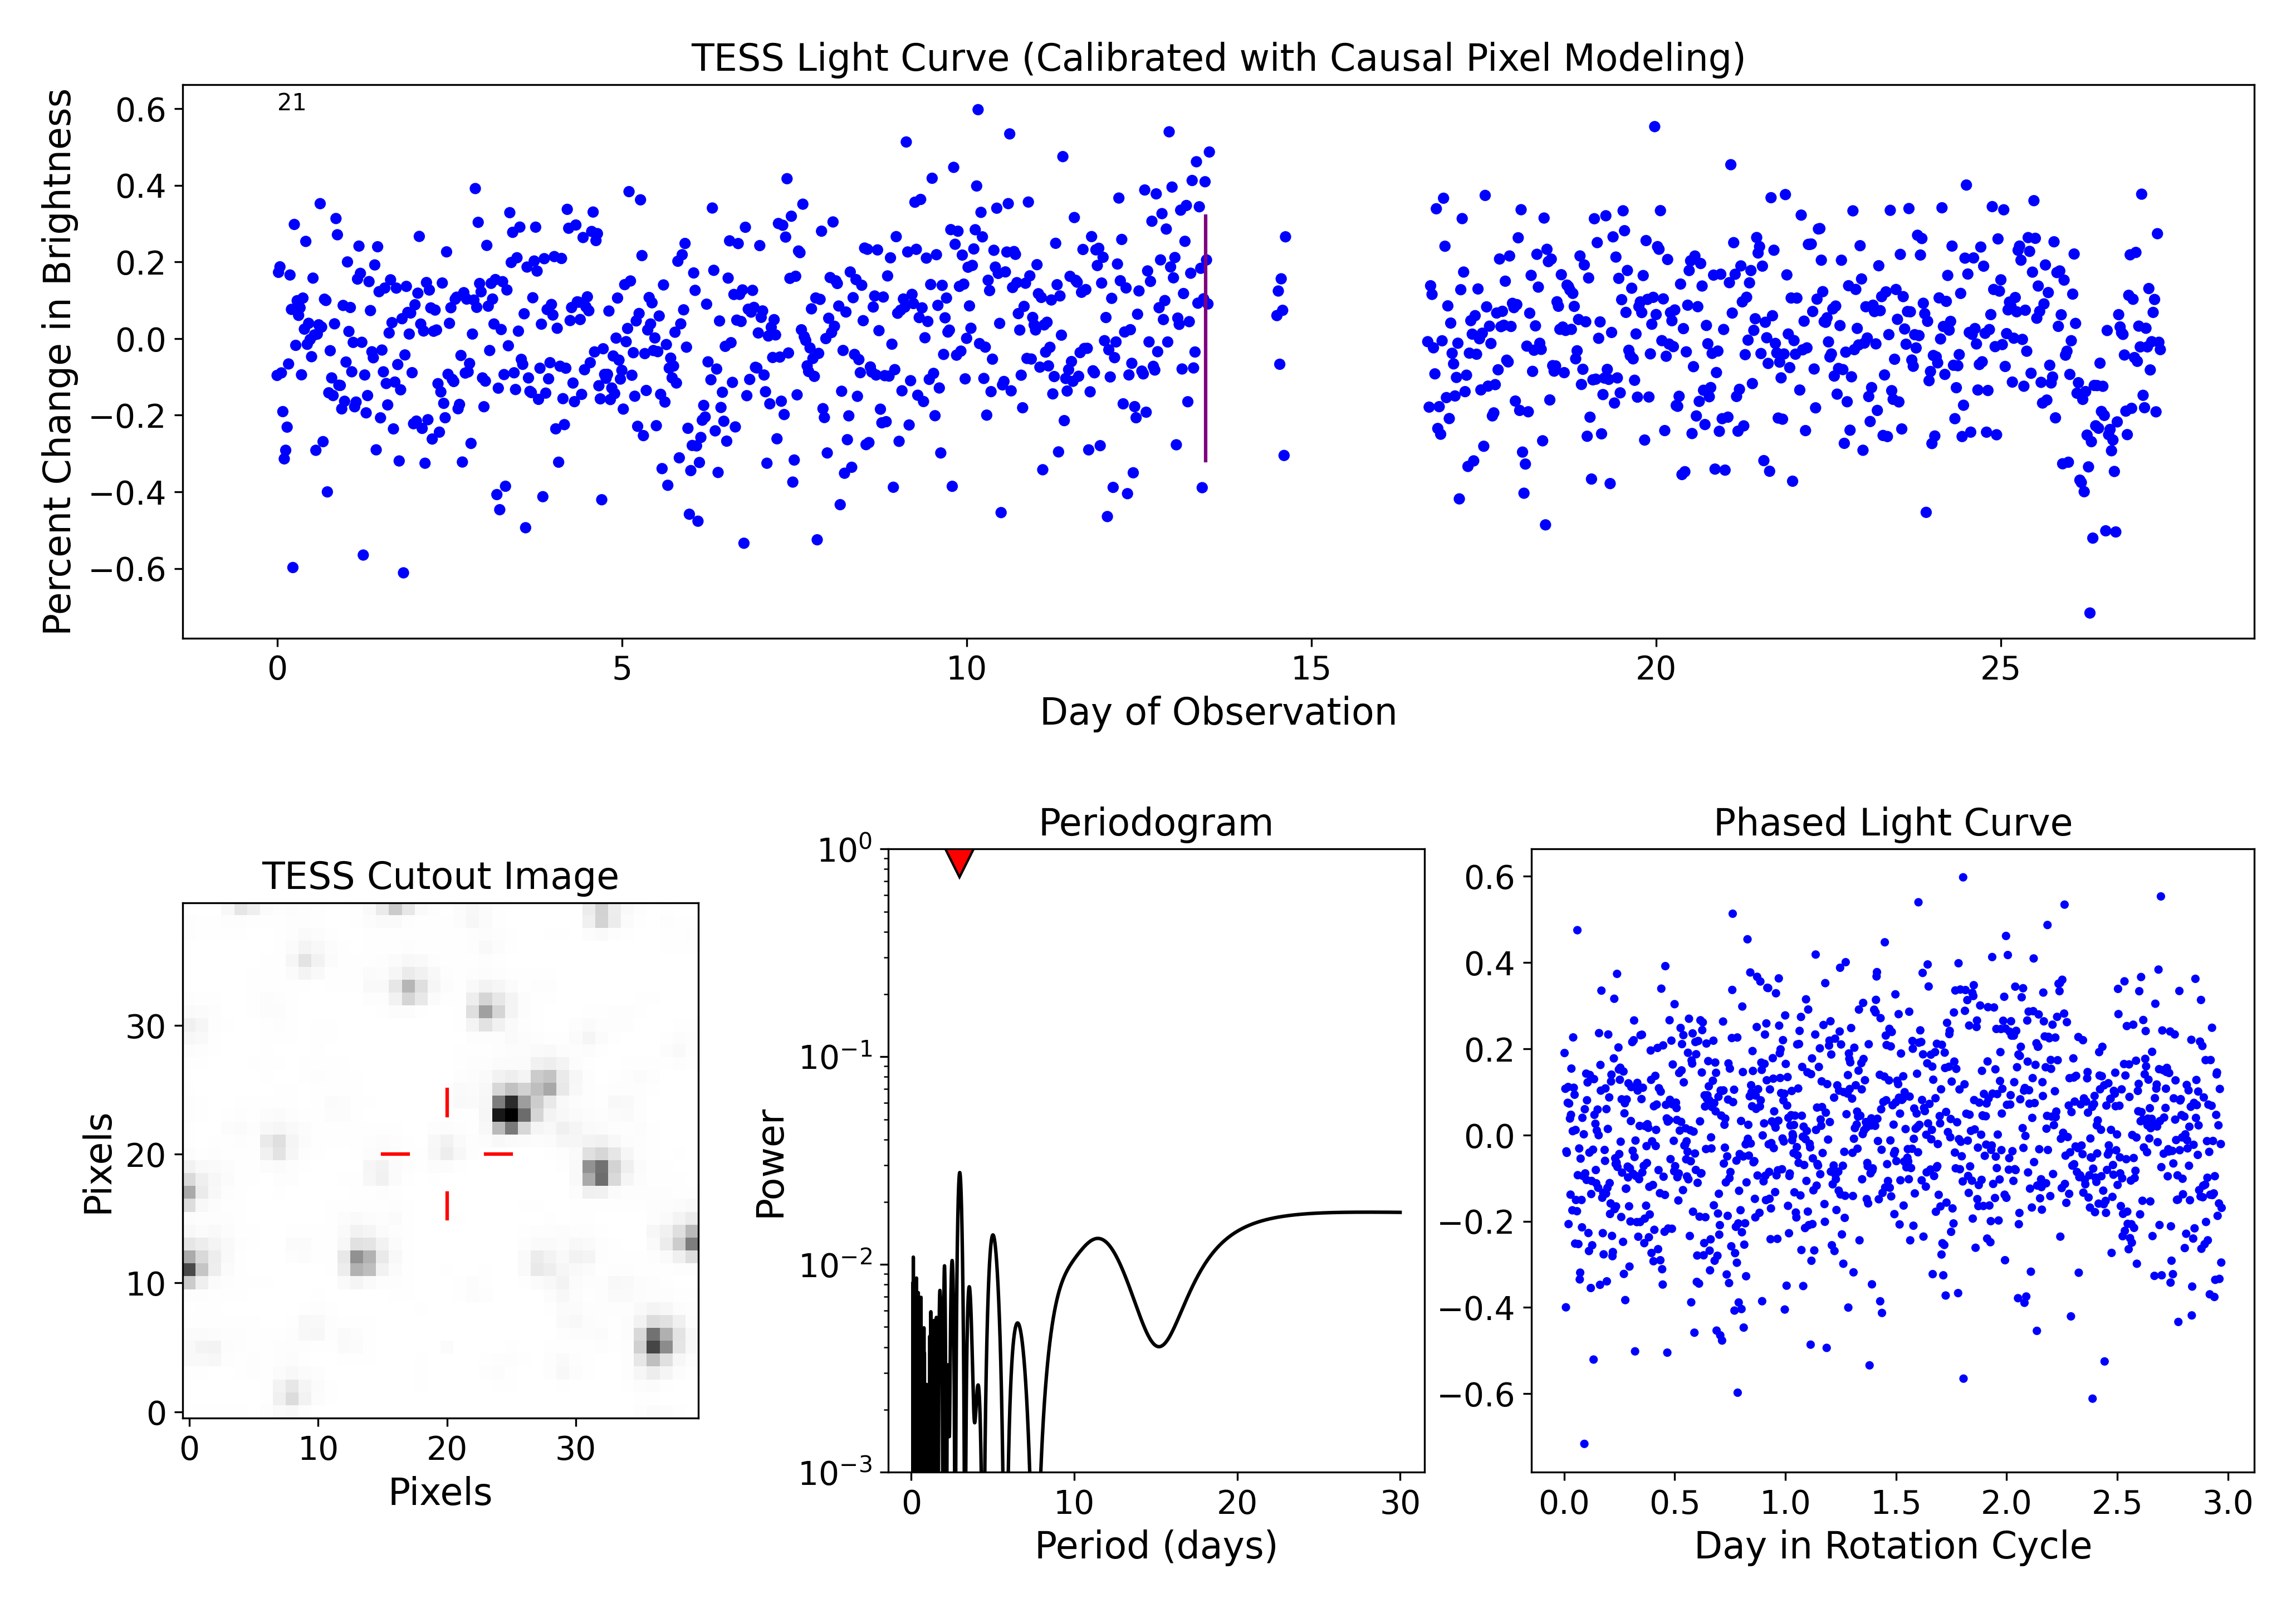 TESS Light Curve (Calibrated with Causal Pixel Modeling)
Percent Change in Brightness
0.6
0.4
0.2
0.0
−0.2
−0.4
−0.6
21
0 5 10 15 20 25
Day of Observation
TESS Cutout Image
Pixels
30
20
10
0
0 10 20 30
Pixels
Periodogram
Power
10⁰
10⁻¹
10⁻²
10⁻³
0 10 20 30
Period (days)
Phased Light Curve
0.6
0.4
0.2
0.0
−0.2
−0.4
−0.6
0.0 0.5 1.0 1.5 2.0 2.5 3.0
Day in Rotation Cycle